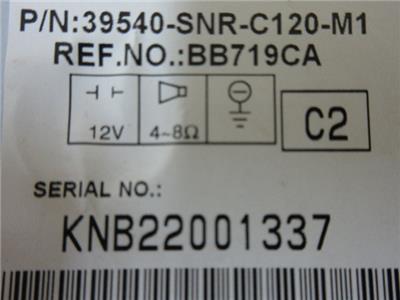 P/N:39540-SNR-C120-M1
REF.NO.:BB719CA
12V 4~8Ω C2
SERIAL NO.:
KNB22001337